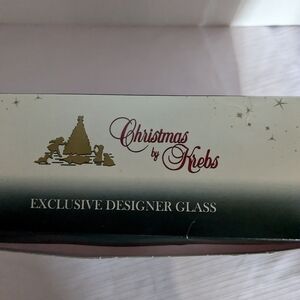 Christmas
by Krebs
EXCLUSIVE DESIGNER GLASS